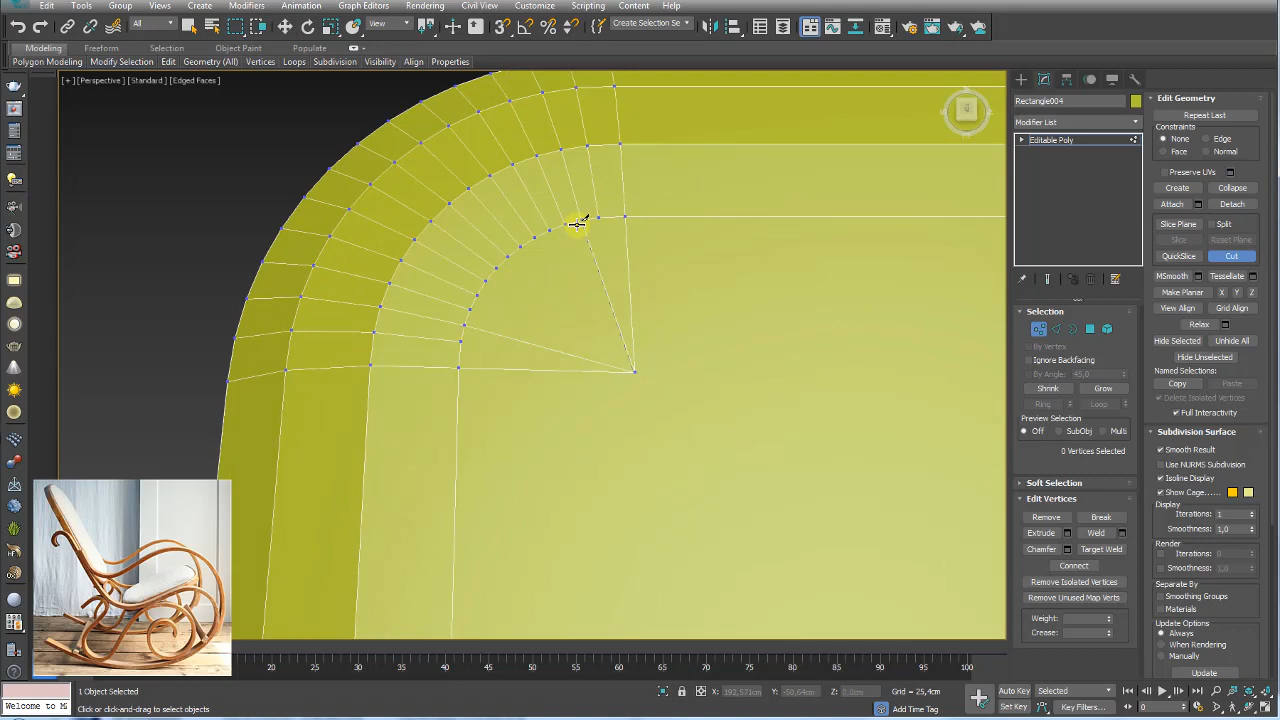 Edit Tools Group Views Create Modifiers Animation Graph Editors Rendering Civil View Customize Scripting Content Help
All View Create Selection Se
Modeling Freeform Selection Object Paint Populate
Polygon Modeling Modify Selection Edit Geometry (All) Vertices Loops Subdivision Visibility Align Properties
[+] [Perspective] [Standard] [Edged Faces]
Rectangle004
Modifier List
Editable Poly
Selection
By Vertex
Ignore Backfacing
By Angle: 45,0
Shrink Grow
Ring Loop
Preview Selection
Off SubObj Multi
0 Vertices Selected
Soft Selection
Edit Vertices
Remove Break
Extrude Weld
Chamfer Target Weld
Connect
Remove Isolated Vertices
Remove Unused Map Verts
Weight:
Crease:
Edit Geometry
Repeat Last
Constraints
None Edge
Face Normal
Preserve UVs
Create Collapse
Attach Detach
Slice Plane Split
Slice Reset Plane
QuickSlice Cut
MSmooth Tessellate
Make Planar X Y Z
View Align Grid Align
Relax
Hide Selected Unhide All
Hide Unselected
Named Selections:
Copy Paste
Delete Isolated Vertices
Full Interactivity
Subdivision Surface
Smooth Result
Use NURMS Subdivision
Isoline Display
Show Cage......
Display
Iterations: 1
Smoothness: 1,0
Render
Iterations: 0
Smoothness: 1,0
Separate By
Smoothing Groups
Materials
Update Options
Always
When Rendering
Manually
Update
20 25 30 35 40 45 50 55 60 65 70 75 80 85 90 95 100
1 Object Selected
Click or click-and-drag to select objects
Welcome to M
X: 192,571cm Y: -50,64cm Z: 0,0cm Grid = 25,4cm
Add Time Tag
Auto Key Selected
Set Key Key Filters... 0